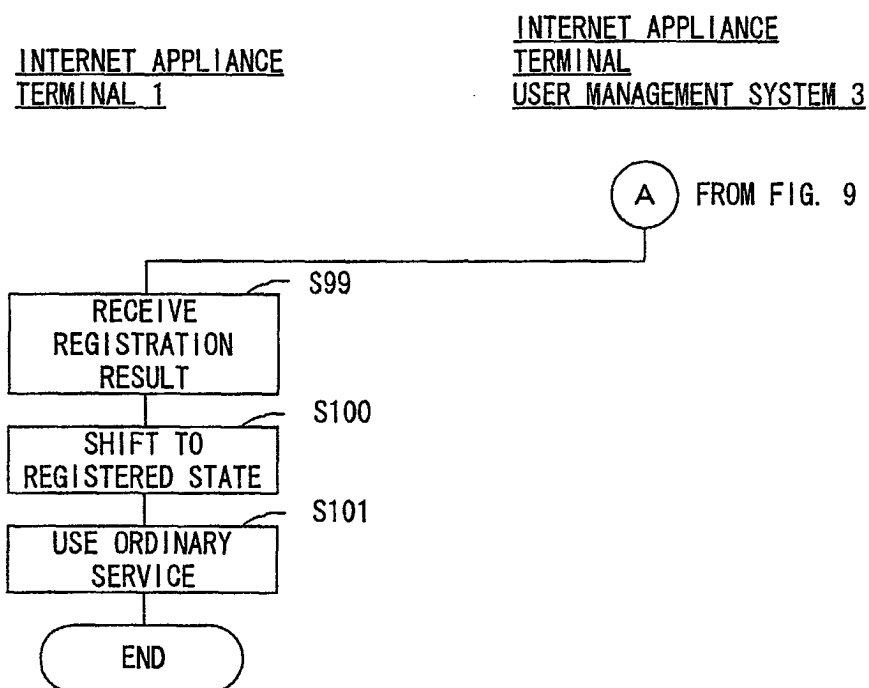 INTERNET APPLIANCE
TERMINAL 1
INTERNET APPLIANCE
TERMINAL
USER MANAGEMENT SYSTEM 3
A
FROM FIG. 9
S99
RECEIVE
REGISTRATION
RESULT
S100
SHIFT TO
REGISTERED STATE
S101
USE ORDINARY
SERVICE
END